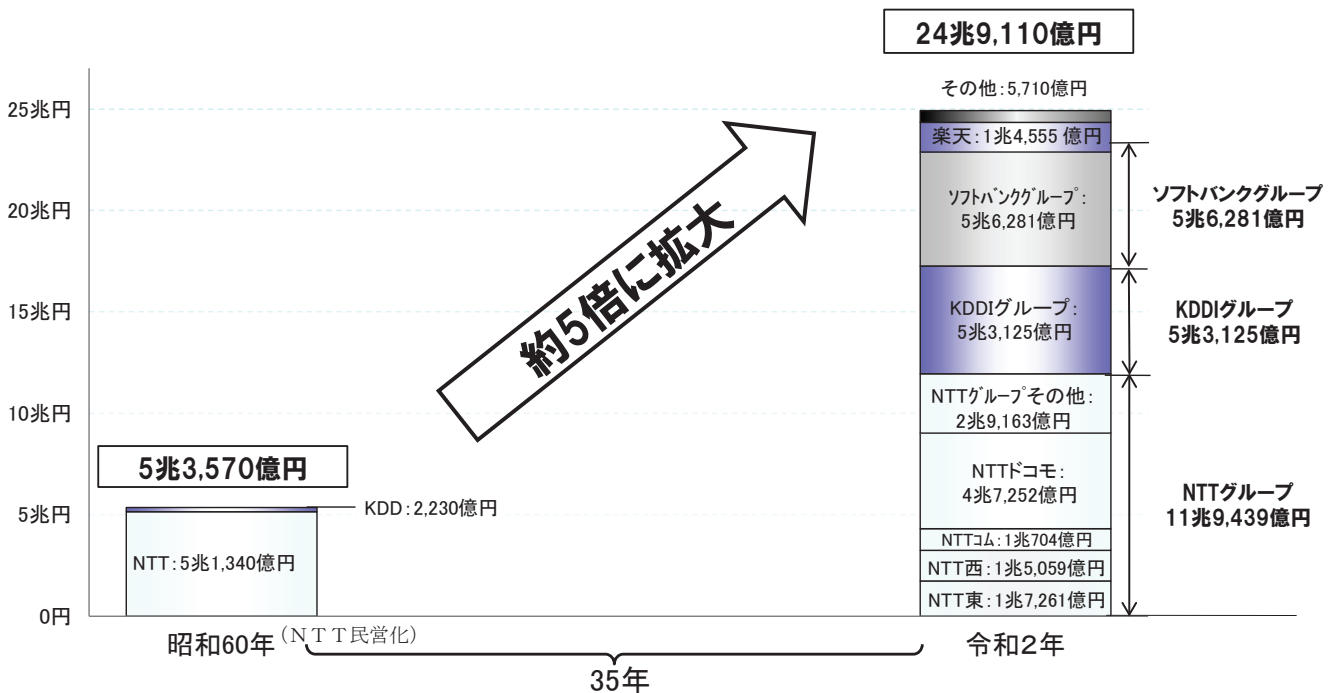 24兆9,110億円
その他：5,710億円
25兆円
20兆円
15兆円
10兆円
5兆円
0円
約5倍に拡大
楽天：1兆4,555 億円
ソフトバンクグループ：
5兆6,281億円
KDDIグループ：
5兆3,125億円
NTTグループその他：
2兆9,163億円
NTTドコモ：
4兆7,252億円
NTTコム：1兆704億円
NTT西：1兆5,059億円
NTT東：1兆7,261億円
ソフトバンクグループ
5兆6,281億円
KDDIグループ
5兆3,125億円
NTTグループ
11兆9,439億円
5兆3,570億円
KDD：2,230億円
NTT：5兆1,340億円
昭和60年（ＮＴＴ民営化）
令和2年
35年